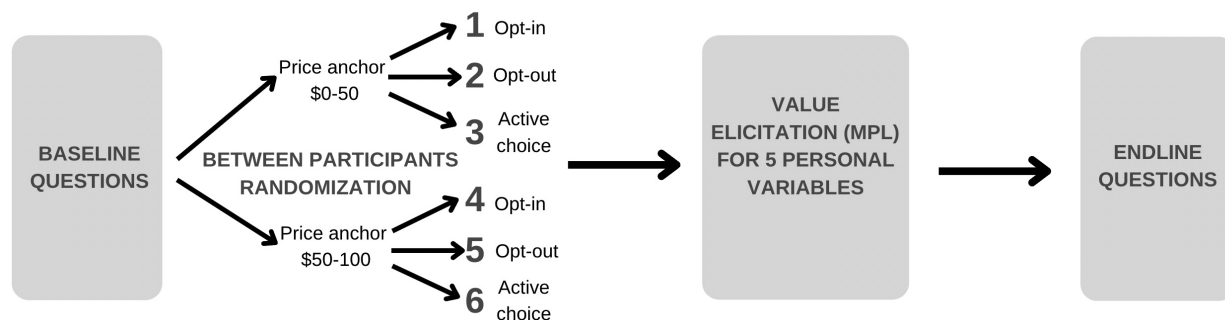 BASELINE
QUESTIONS
Price anchor
$0-50
1 Opt-in
2 Opt-out
3 Active
choice
BETWEEN PARTICIPANTS
RANDOMIZATION
Price anchor
$50-100
4 Opt-in
5 Opt-out
6 Active
choice
VALUE
ELICITATION (MPL)
FOR 5 PERSONAL
VARIABLES
ENDLINE
QUESTIONS